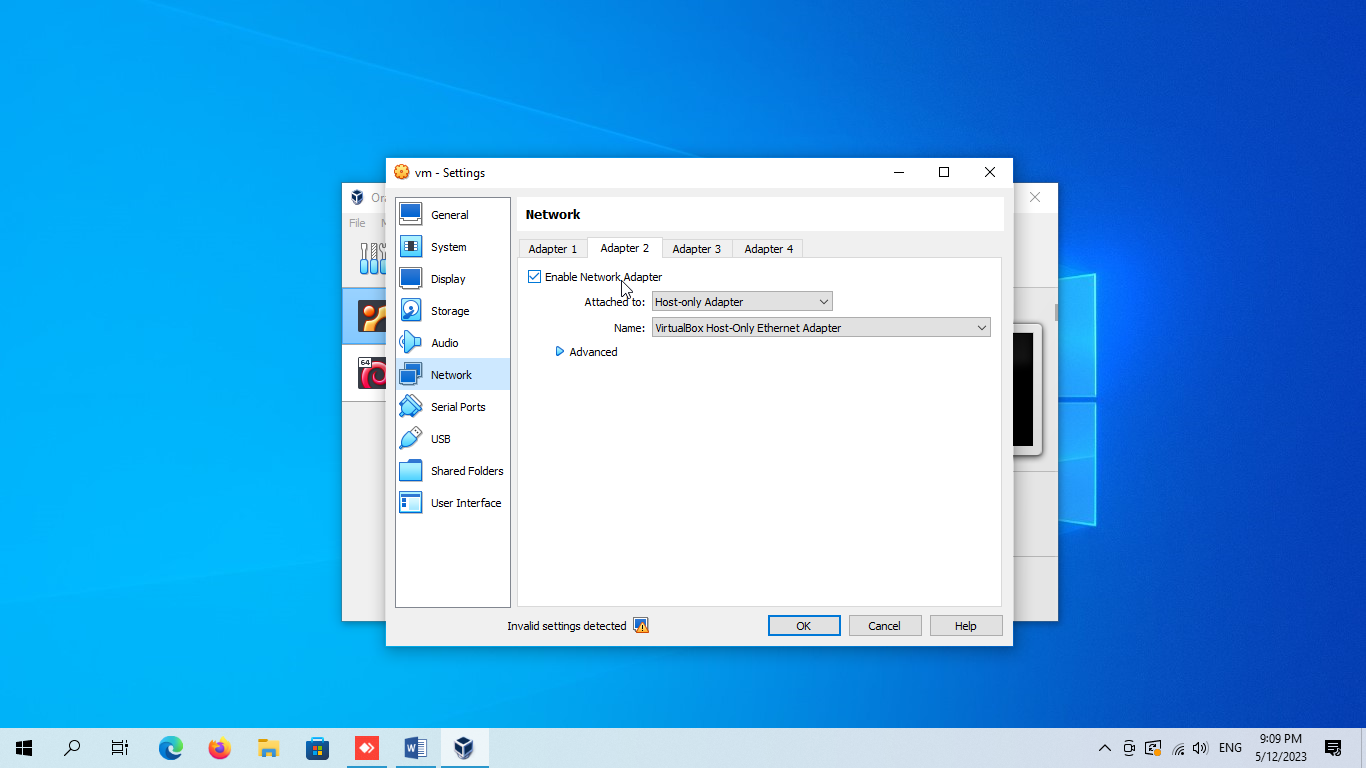 vm - Settings
Ora
File M
General
System
Display
Storage
Audio
Network
Serial Ports
USB
Shared Folders
User Interface
64
Network
Adapter 1 Adapter 2 Adapter 3 Adapter 4
Enable Network Adapter
Attached to: Host-only Adapter
Name: VirtualBox Host-Only Ethernet Adapter
Advanced
Invalid settings detected
OK Cancel Help
W
ENG
9:09 PM
5/12/2023